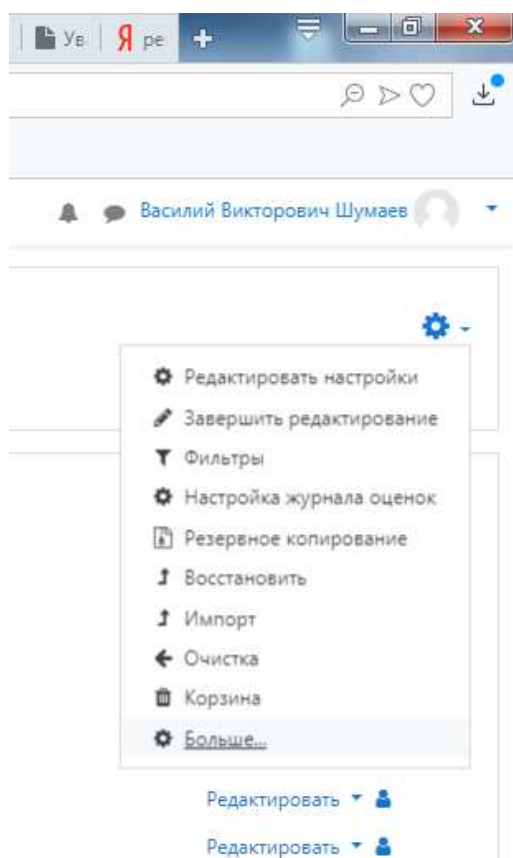 Ув Я ре
Василий Викторович Шумаев
Редактировать настройки
Завершить редактирование
Фильтры
Настройка журнала оценок
Резервное копирование
Восстановить
Импорт
Очистка
Корзина
Больше...
Редактировать
Редактировать